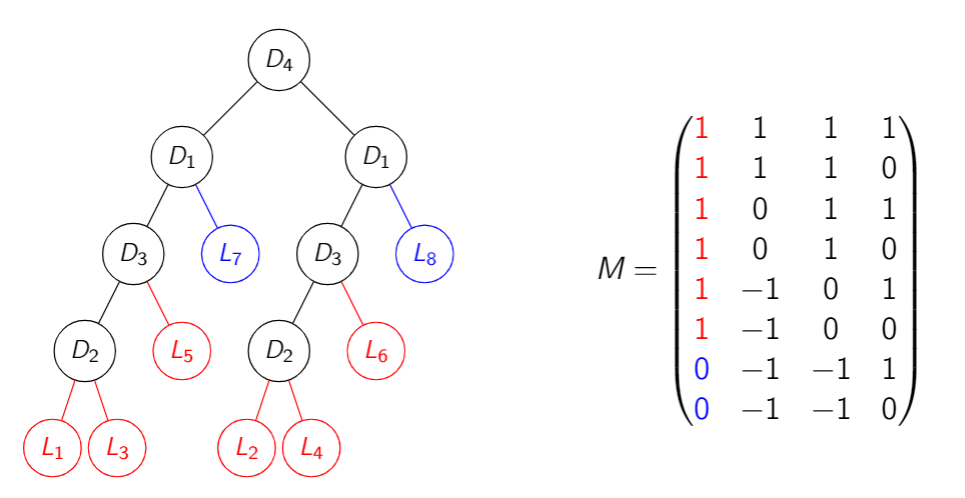 D₄
D₁ D₁
D₃ L₇ D₃ L₈
D₂ L₅ D₂ L₆
L₁ L₃ L₂ L₄
M =
1 1 1 1
1 1 1 0
1 0 1 1
1 0 1 0
1 −1 0 1
1 −1 0 0
0 −1 −1 1
0 −1 −1 0